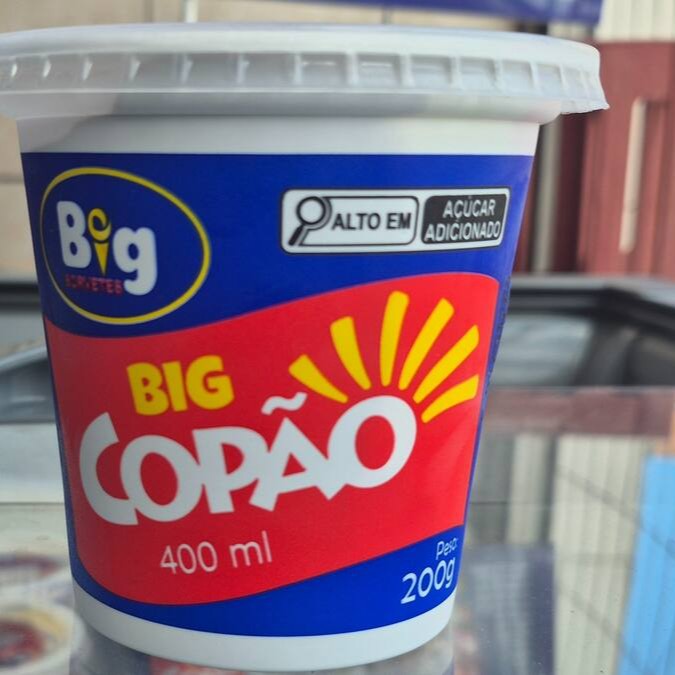 Big
SORVETES
ALTO EM
AÇÚCAR
ADICIONADO
BIG
COPÃO
400 ml
Peso:
200g